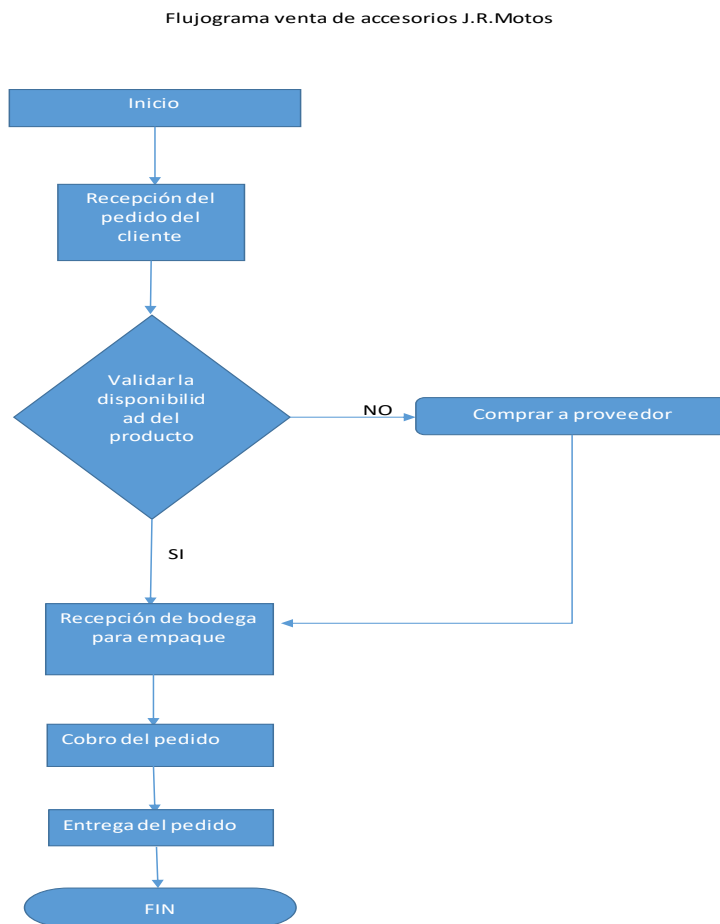 Flujograma venta de accesorios J.R.Motos
Inicio
Recepción del
pedido del
cliente
Validar la
disponibilid
ad del
producto
NO
Comprar a proveedor
SI
Recepción de bodega
para empaque
Cobro del pedido
Entrega del pedido
FIN